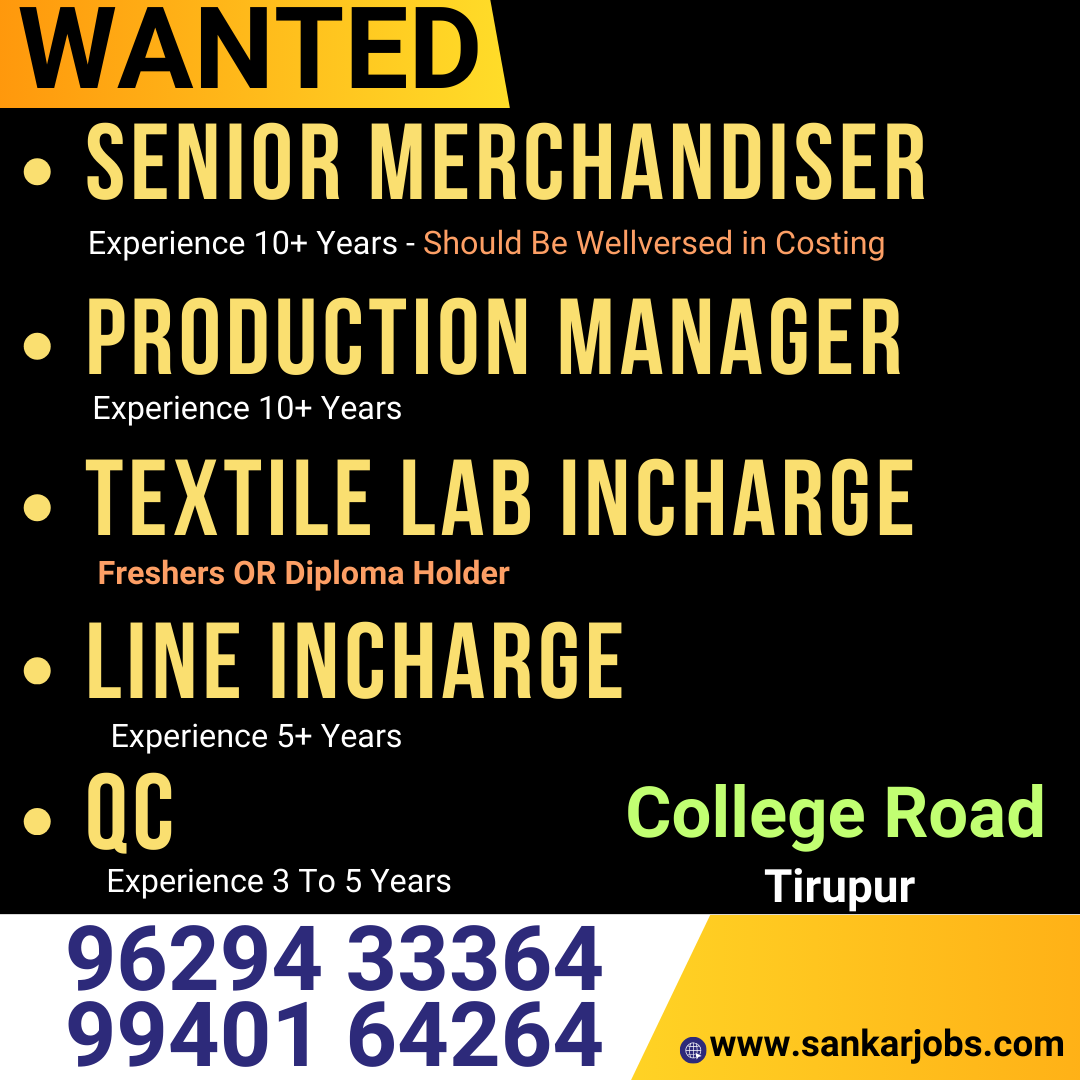 WANTED
• SENIOR MERCHANDISER
Experience 10+ Years - Should Be Wellversed in Costing
• PRODUCTION MANAGER
Experience 10+ Years
• TEXTILE LAB INCHARGE
Freshers OR Diploma Holder
• LINE INCHARGE
Experience 5+ Years
• QC
Experience 3 To 5 Years
College Road
Tirupur
96294 33364
99401 64264
www.sankarjobs.com